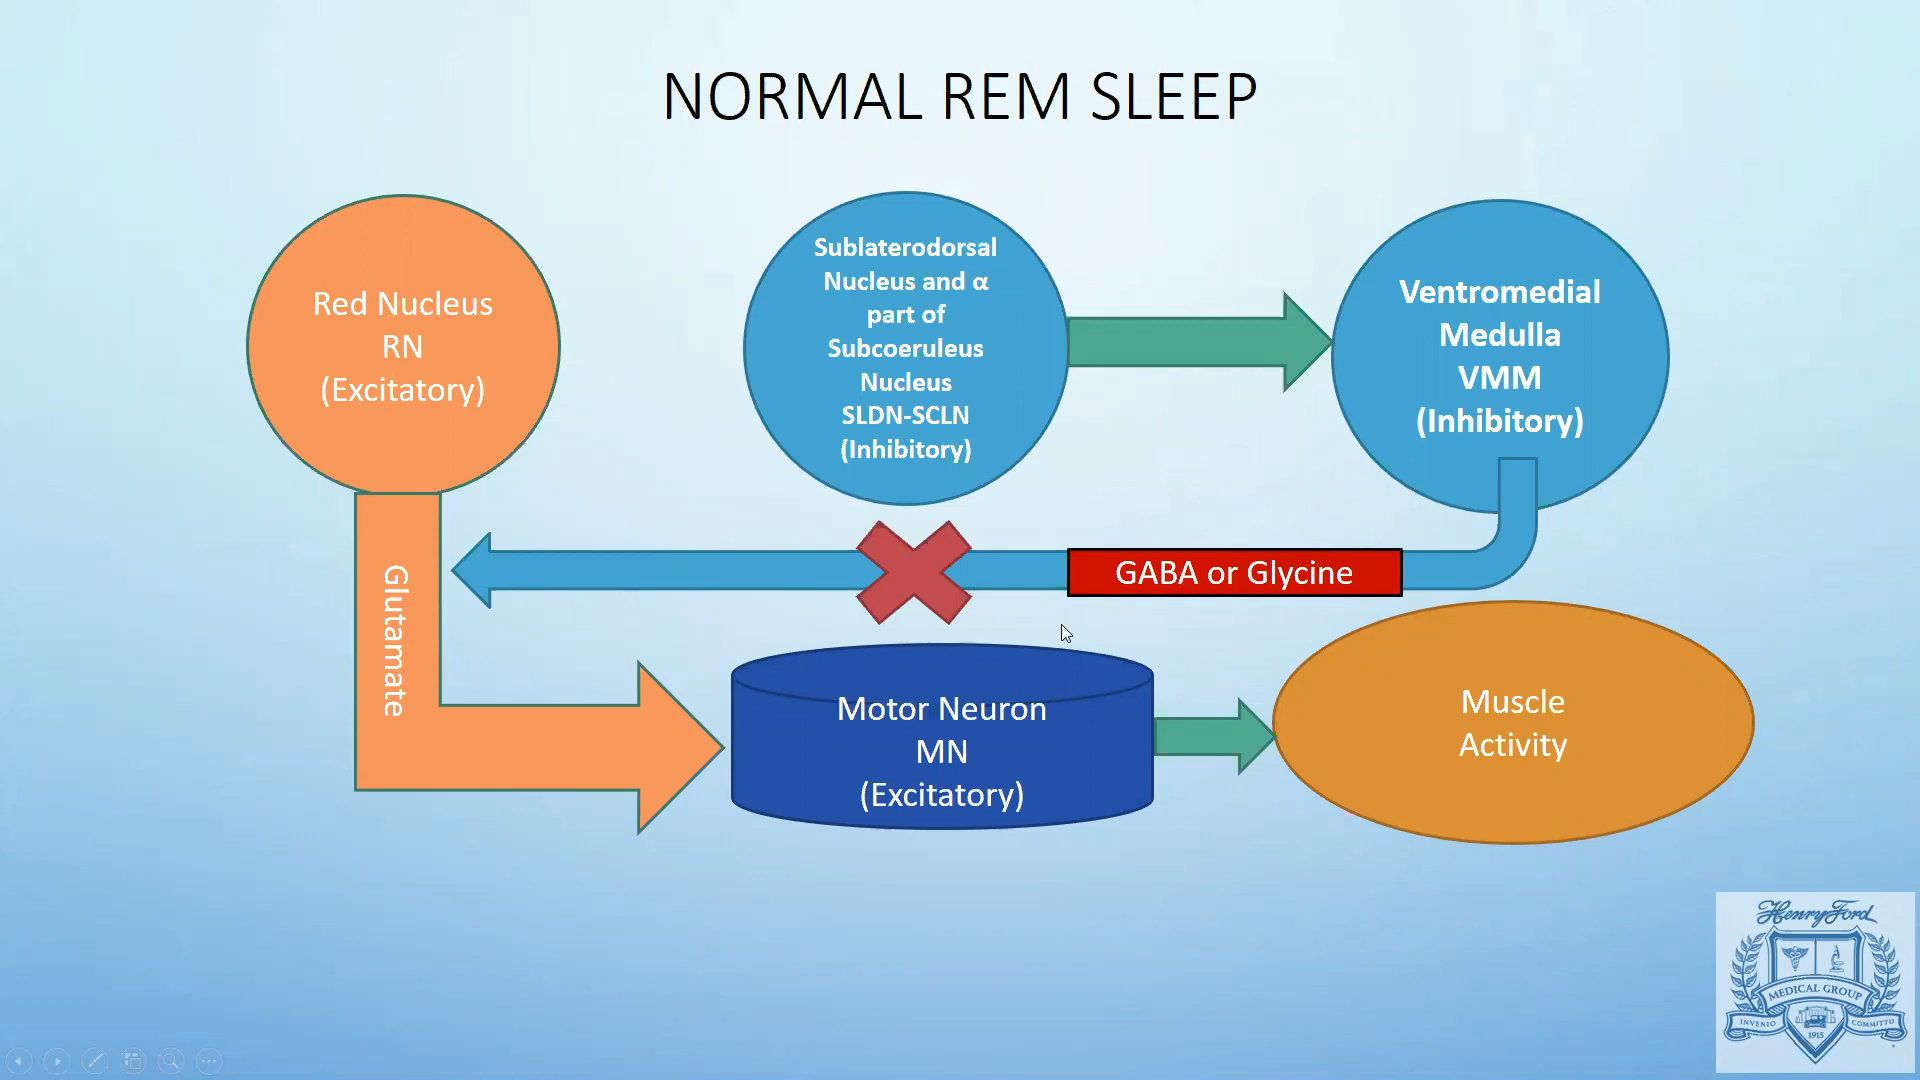 NORMAL REM SLEEP
Red Nucleus
RN
(Excitatory)
Sublaterodorsal
Nucleus and α
part of
Subcoeruleus
Nucleus
SLDN-SCLN
(Inhibitory)
Ventromedial
Medulla
VMM
(Inhibitory)
GABA or Glycine
Glutamate
Motor Neuron
MN
(Excitatory)
Muscle
Activity
Henry Ford
MEDICAL GROUP
INVENIO
COMMITTO
1915